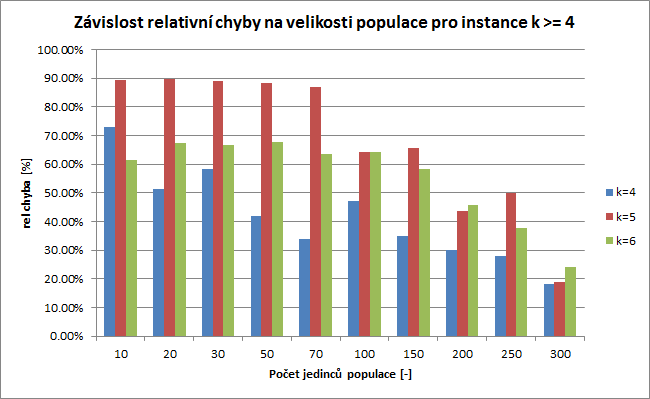 Závislost relativní chyby na velikosti populace pro instance k >= 4
100.00%
90.00%
80.00%
70.00%
60.00%
50.00%
40.00%
30.00%
20.00%
10.00%
0.00%
rel chyba [%]
10 20 30 50 70 100 150 200 250 300
Počet jedinců populace [-]
k=4
k=5
k=6